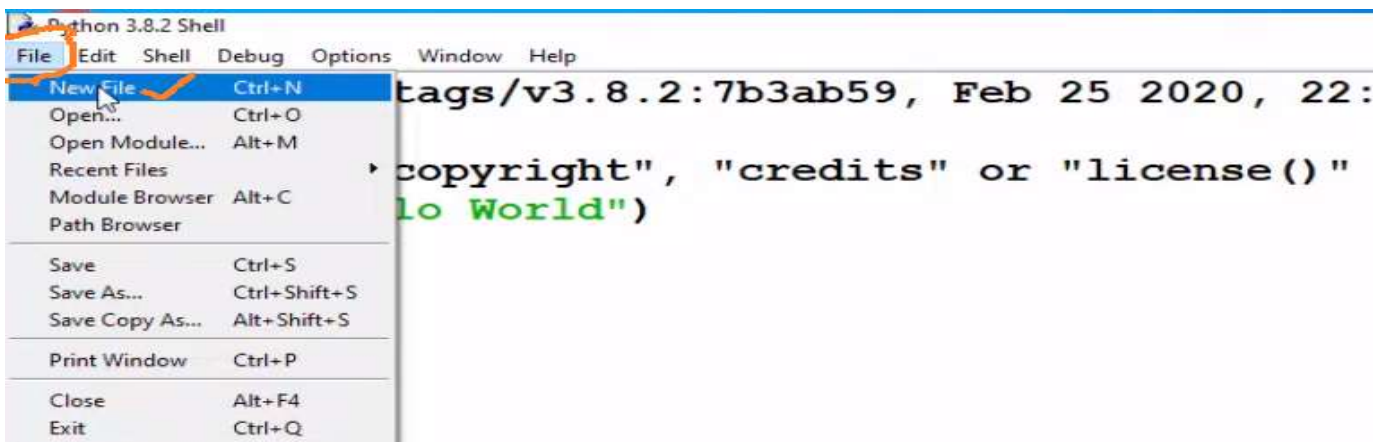 Python 3.8.2 Shell
File Edit Shell Debug Options Window Help
New File Ctrl+N
tags/v3.8.2:7b3ab59, Feb 25 2020, 22:
Open... Ctrl+O
Open Module... Alt+M
Recent Files
copyright", "credits" or "license()"
Module Browser Alt+C
lo World")
Path Browser
Save Ctrl+S
Save As... Ctrl+Shift+S
Save Copy As... Alt+Shift+S
Print Window Ctrl+P
Close Alt+F4
Exit Ctrl+Q